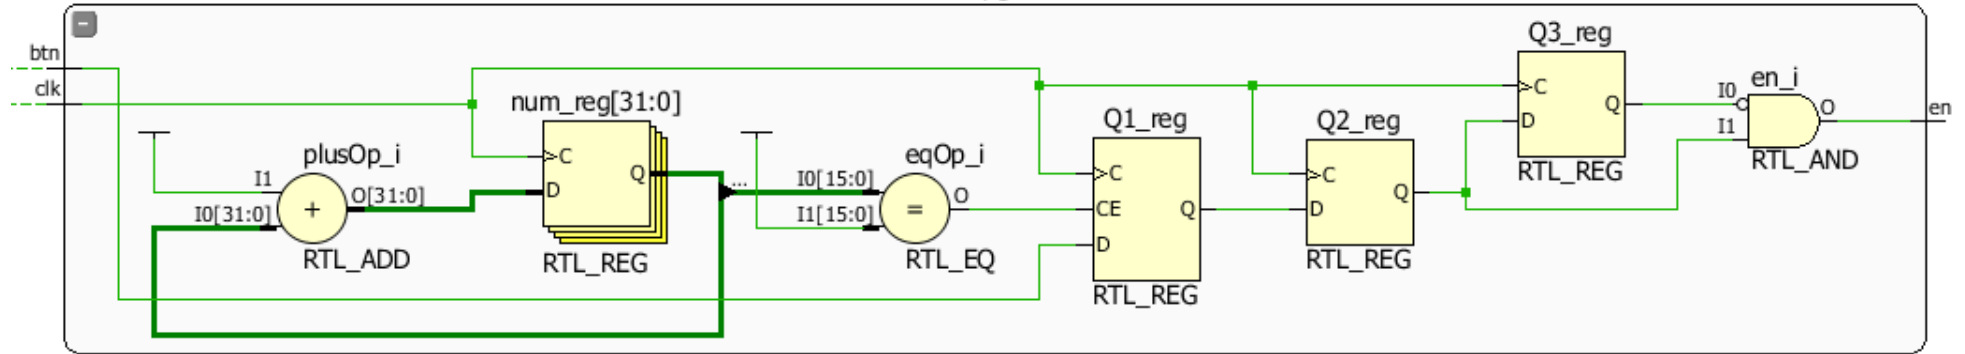 btn
clk
plusOp_i
I1
I0[31:0]
+
O[31:0]
RTL_ADD
num_reg[31:0]
C
D
Q
RTL_REG
...
eqOp_i
I0[15:0]
I1[15:0]
=
O
RTL_EQ
Q1_reg
C
CE
D
Q
RTL_REG
Q2_reg
C
D
Q
RTL_REG
Q3_reg
C
D
Q
RTL_REG
en_i
I0
I1
O
RTL_AND
en